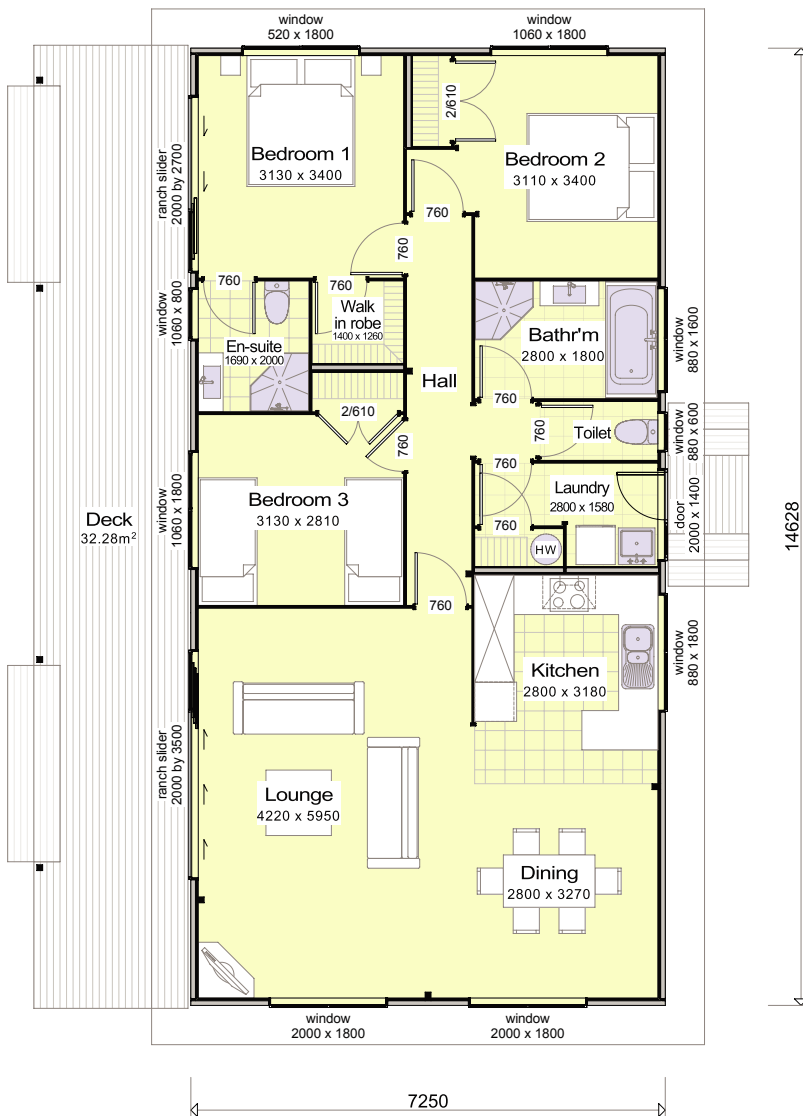 window
520 x 1800
window
1060 x 1800
2/610
Bedroom 1
3130 x 3400
Bedroom 2
3110 x 3400
ranch slider
2000 by 2700
760
760
760
760
window
1060 x 800
Walk
in robe
1400 x 1260
En-suite
1690 x 2000
Bathr'm
2800 x 1800
window
880 x 1600
Hall
760
2/610
760
760
Toilet
window
880 x 600
760
Bedroom 3
3130 x 2810
window
1060 x 1800
Laundry
2800 x 1580
door
2000 x 1400
760
HW
Deck
32.28m²
14628
760
Kitchen
2800 x 3180
window
880 x 1800
ranch slider
2000 by 3500
Lounge
4220 x 5950
Dining
2800 x 3270
window
2000 x 1800
window
2000 x 1800
7250